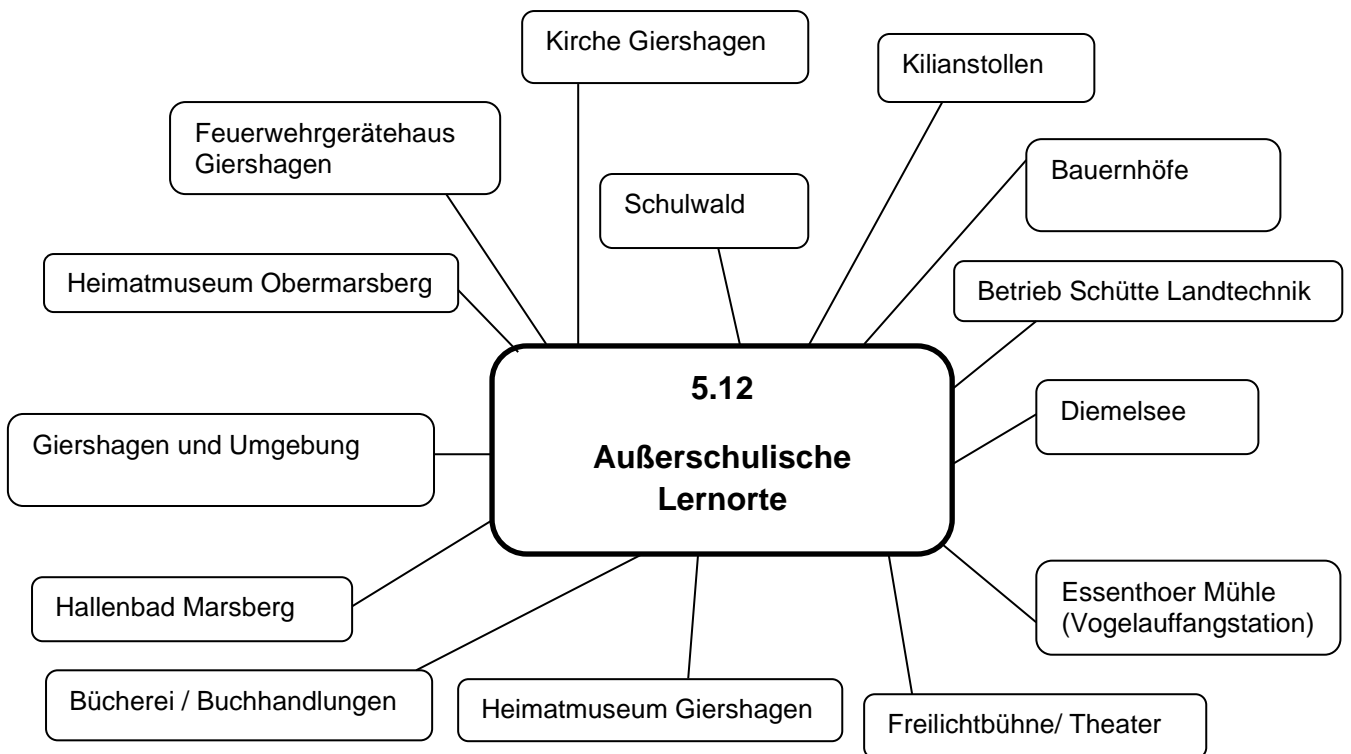 Kirche Giershagen
Kilianstollen
Feuerwehrgerätehaus
Giershagen
Bauernhöfe
Schulwald
Heimatmuseum Obermarsberg
Betrieb Schütte Landtechnik
5.12
Außerschulische
Lernorte
Diemelsee
Giershagen und Umgebung
Hallenbad Marsberg
Essenthoer Mühle
(Vogelauffangstation)
Bücherei / Buchhandlungen
Heimatmuseum Giershagen
Freilichtbühne/ Theater